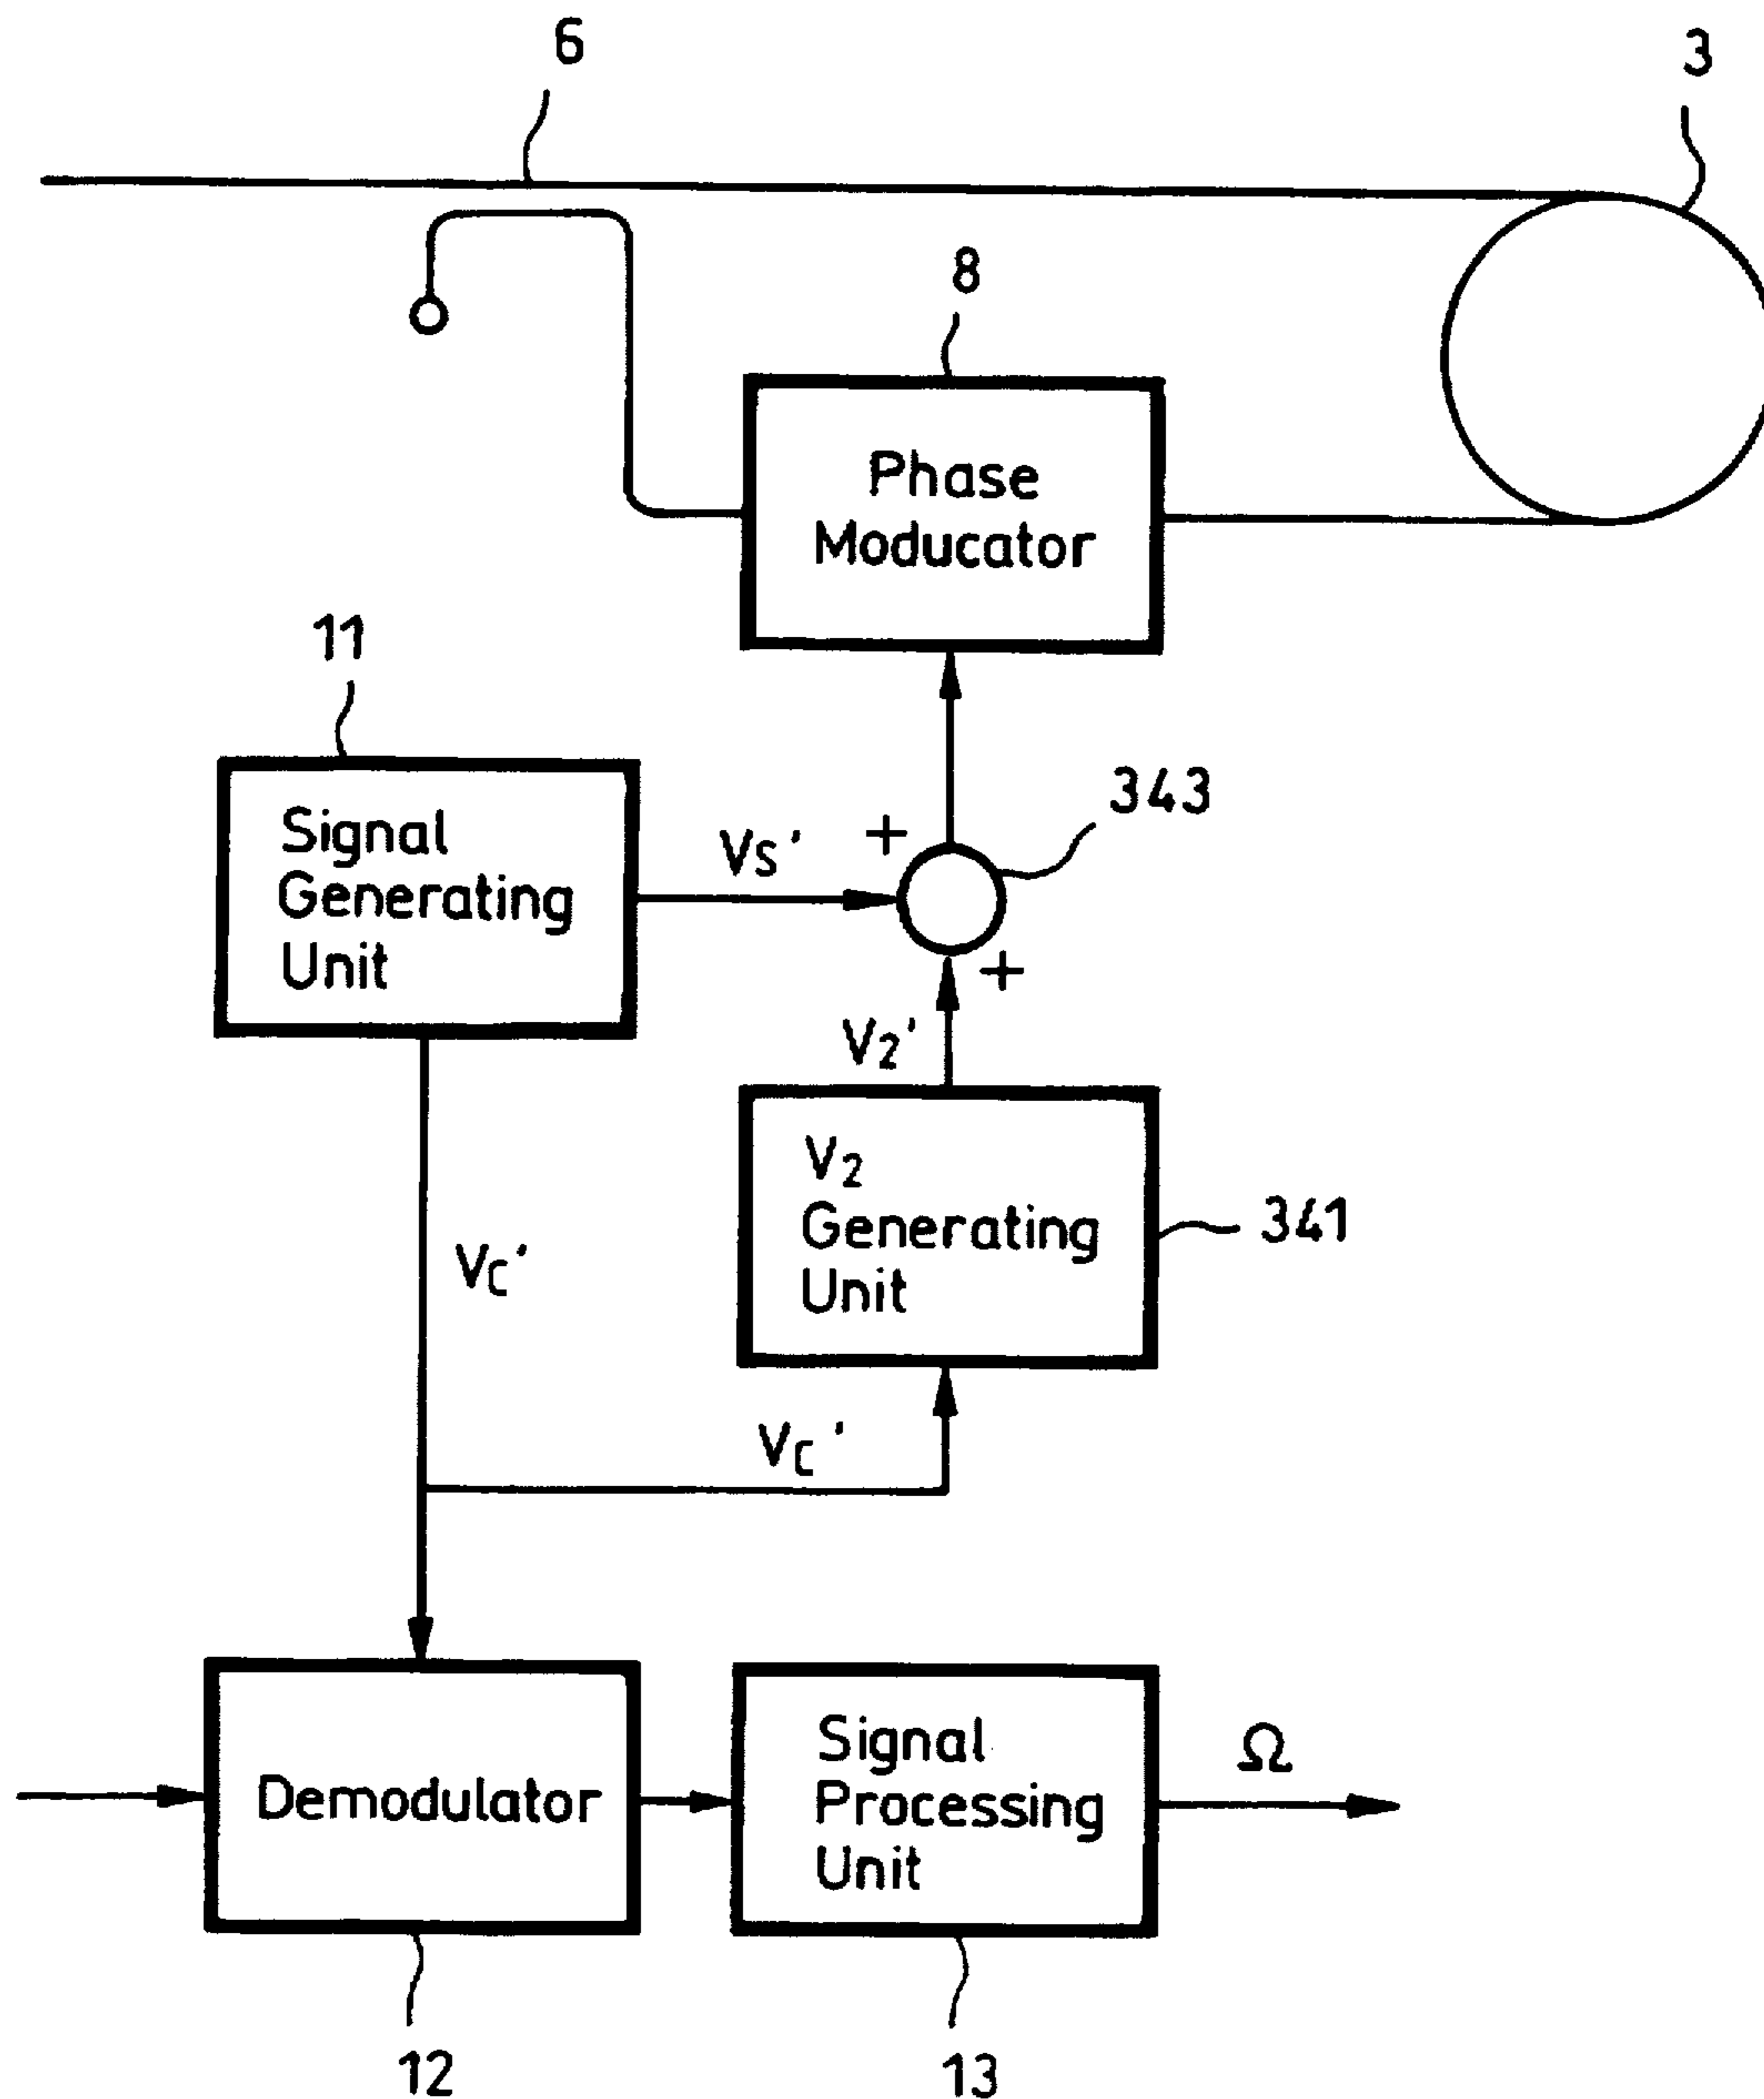 6
3
8
Phase
Moducator
11
343
Signal
Generating
Unit
Vs'
+
+
V2'
V2
Generating
Unit
341
Vc'
Vc'
Demodulator
Signal
Processing
Unit
Ω
12
13